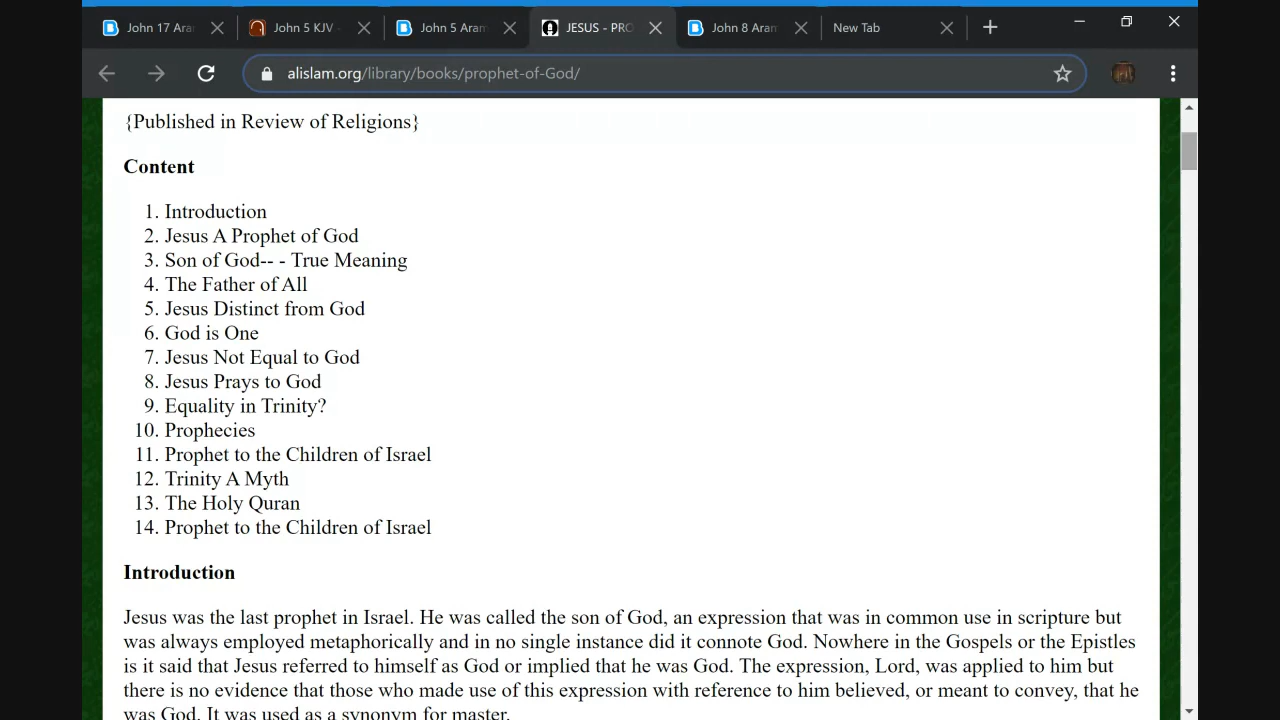 John 17 Ara
John 5 KJV -
John 5 Aram
JESUS - PRO
John 8 Aram
New Tab
alislam.org/library/books/prophet-of-God/
{Published in Review of Religions}
Content
1. Introduction
2. Jesus A Prophet of God
3. Son of God-- - True Meaning
4. The Father of All
5. Jesus Distinct from God
6. God is One
7. Jesus Not Equal to God
8. Jesus Prays to God
9. Equality in Trinity?
10. Prophecies
11. Prophet to the Children of Israel
12. Trinity A Myth
13. The Holy Quran
14. Prophet to the Children of Israel
Introduction
Jesus was the last prophet in Israel. He was called the son of God, an expression that was in common use in scripture but
was always employed metaphorically and in no single instance did it connote God. Nowhere in the Gospels or the Epistles
is it said that Jesus referred to himself as God or implied that he was God. The expression, Lord, was applied to him but
there is no evidence that those who made use of this expression with reference to him believed, or meant to convey, that he
was God. It was used as a synonym for master.